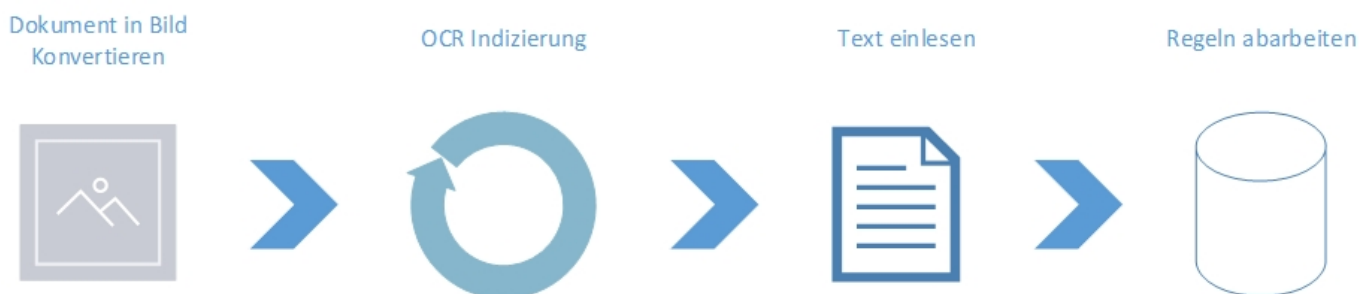 Dokument in Bild
Konvertieren
OCR Indizierung
Text einlesen
Regeln abarbeiten